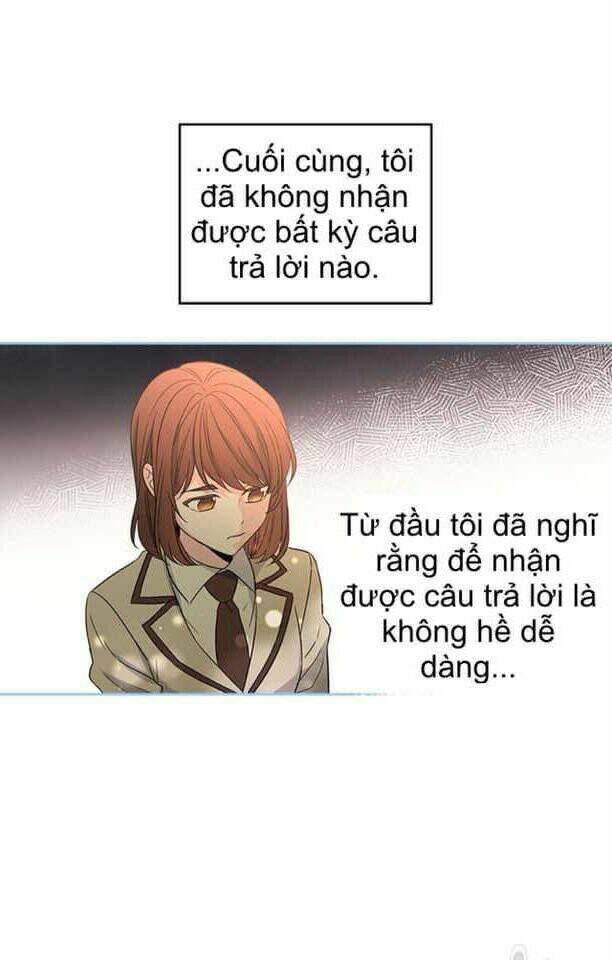 ...Cuối cùng, tôi
đã không nhận
được bất kỳ câu
trả lời nào.
Từ đầu tôi đã nghĩ
rằng để nhận
được câu trả lời là
không hề dễ
dàng...